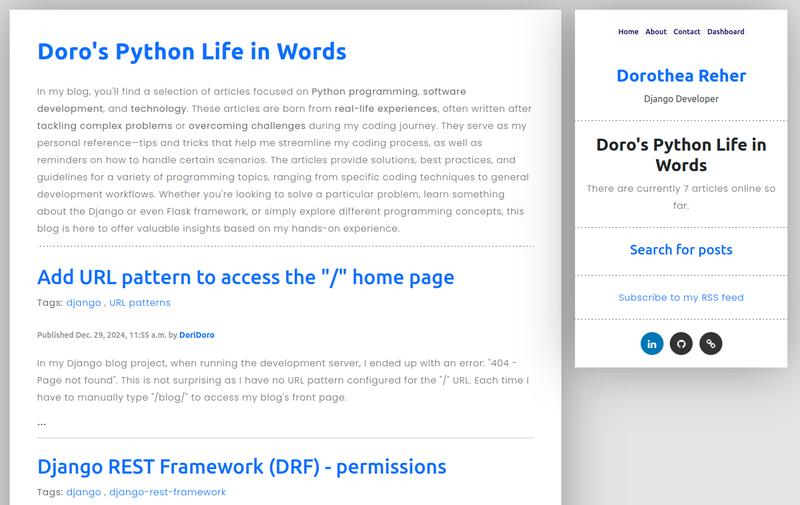 Doro's Python Life in Words
In my blog, you'll find a selection of articles focused on Python programming, software
development, and technology. These articles are born from real-life experiences, often written after
tackling complex problems or overcoming challenges during my coding journey. They serve as my
personal reference—tips and tricks that help me streamline my coding process, as well as
reminders on how to handle certain scenarios. The articles provide solutions, best practices, and
guidelines for a variety of programming topics, ranging from specific coding techniques to general
development workflows. Whether you're looking to solve a particular problem, learn something
about the Django or even Flask framework, or simply explore different programming concepts, this
blog is here to offer valuable insights based on my hands-on experience.
Add URL pattern to access the "/" home page
Tags: django , URL patterns
Published Dec. 29, 2024, 11:55 a.m. by DoriDoro
In my Django blog project, when running the development server, I ended up with an error: "404 -
Page not found". This is not surprising as I have no URL pattern configured for the "/" URL. Each time I
have to manually type "/blog/" to access my blog's front page.
...
Django REST Framework (DRF) - permissions
Tags: django , django-rest-framework
Home About Contact Dashboard
Dorothea Reher
Django Developer
Doro's Python Life in
Words
There are currently 7 articles online so
far.
Search for posts
Subscribe to my RSS feed
in